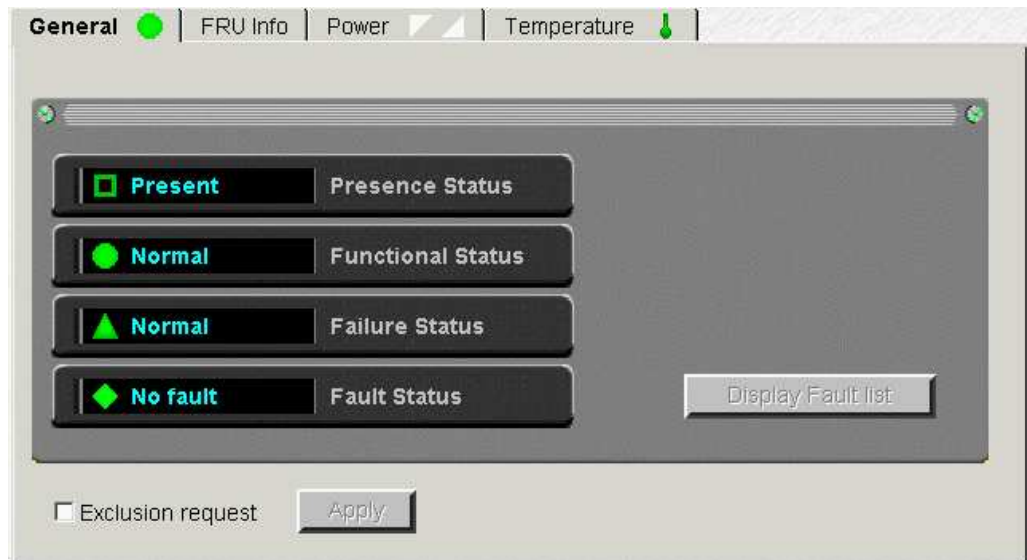 General FRU Info Power Temperature
Present Presence Status
Normal Functional Status
Normal Failure Status
No fault Fault Status
Display Fault list
Exclusion request Apply